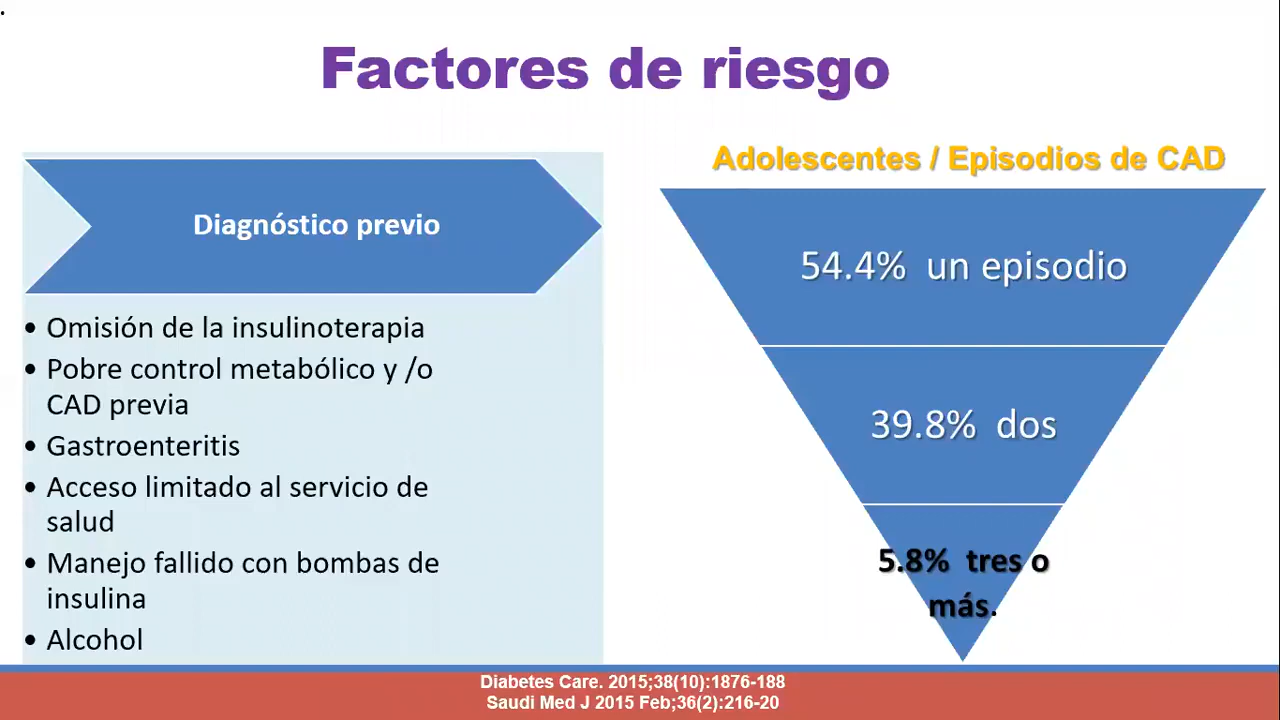 Factores de riesgo
Diagnóstico previo
• Omisión de la insulinoterapia
• Pobre control metabólico y /o
CAD previa
• Gastroenteritis
• Acceso limitado al servicio de
salud
• Manejo fallido con bombas de
insulina
• Alcohol
Adolescentes / Episodios de CAD
54.4% un episodio
39.8% dos
5.8% tres o
más.
Diabetes Care. 2015;38(10):1876-188
Saudi Med J 2015 Feb;36(2):216-20